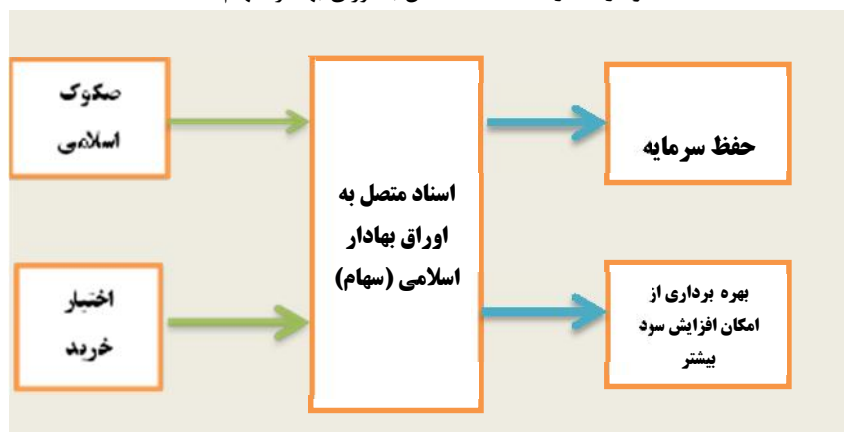 صکوک
اسلامی
اختیار
خرید
اسناد متصل به
اوراق بهادار
اسلامی (سهام)
حفظ سرمایه
بهره برداری از
امکان افزایش سود
بیشتر